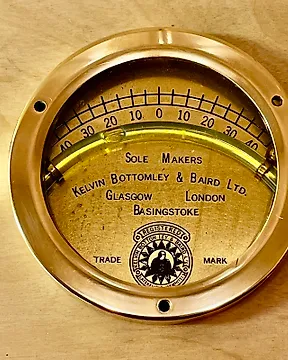 40 30 20 10 0 10 20 30 40
SOLE MAKERS
KELVIN BOTTOMLEY & BAIRD LTD.
GLASGOW LONDON
BASINGSTOKE
TRADE MARK
REGISTERED